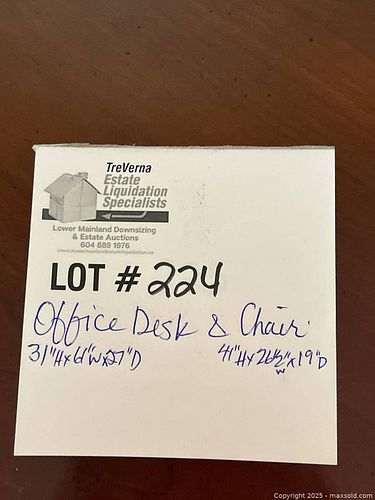 TreVerna
Estate
Liquidation
Specialists
Lower Mainland Downsizing
& Estate Auctions
604 889 1976
LOT # 224
Office Desk & Chair
31"H x 61"W x 27"D 41"H x 26½"W x 19"D
Copyright 2025 - maxsold.com